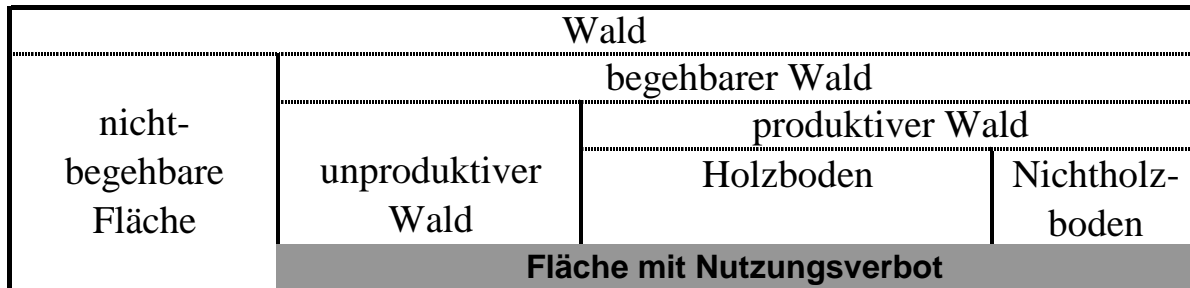 Wald
begehbarer Wald
produktiver Wald
nicht-
begehbare
Fläche
unproduktiver
Wald
Holzboden
Nichtholz-
boden
Fläche mit Nutzungsverbot